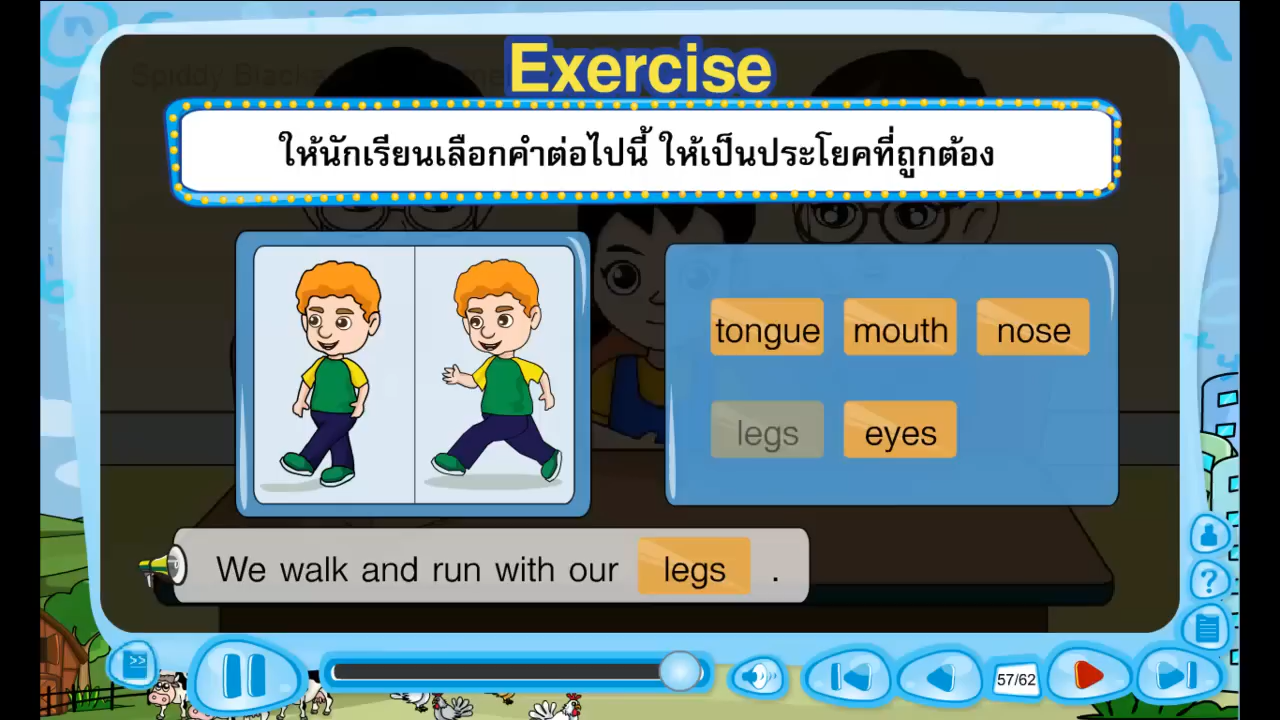 Exercise
ให้นักเรียนเลือกคำต่อไปนี้ ให้เป็นประโยคที่ถูกต้อง
tongue mouth nose
legs eyes
We walk and run with our legs .
57/62